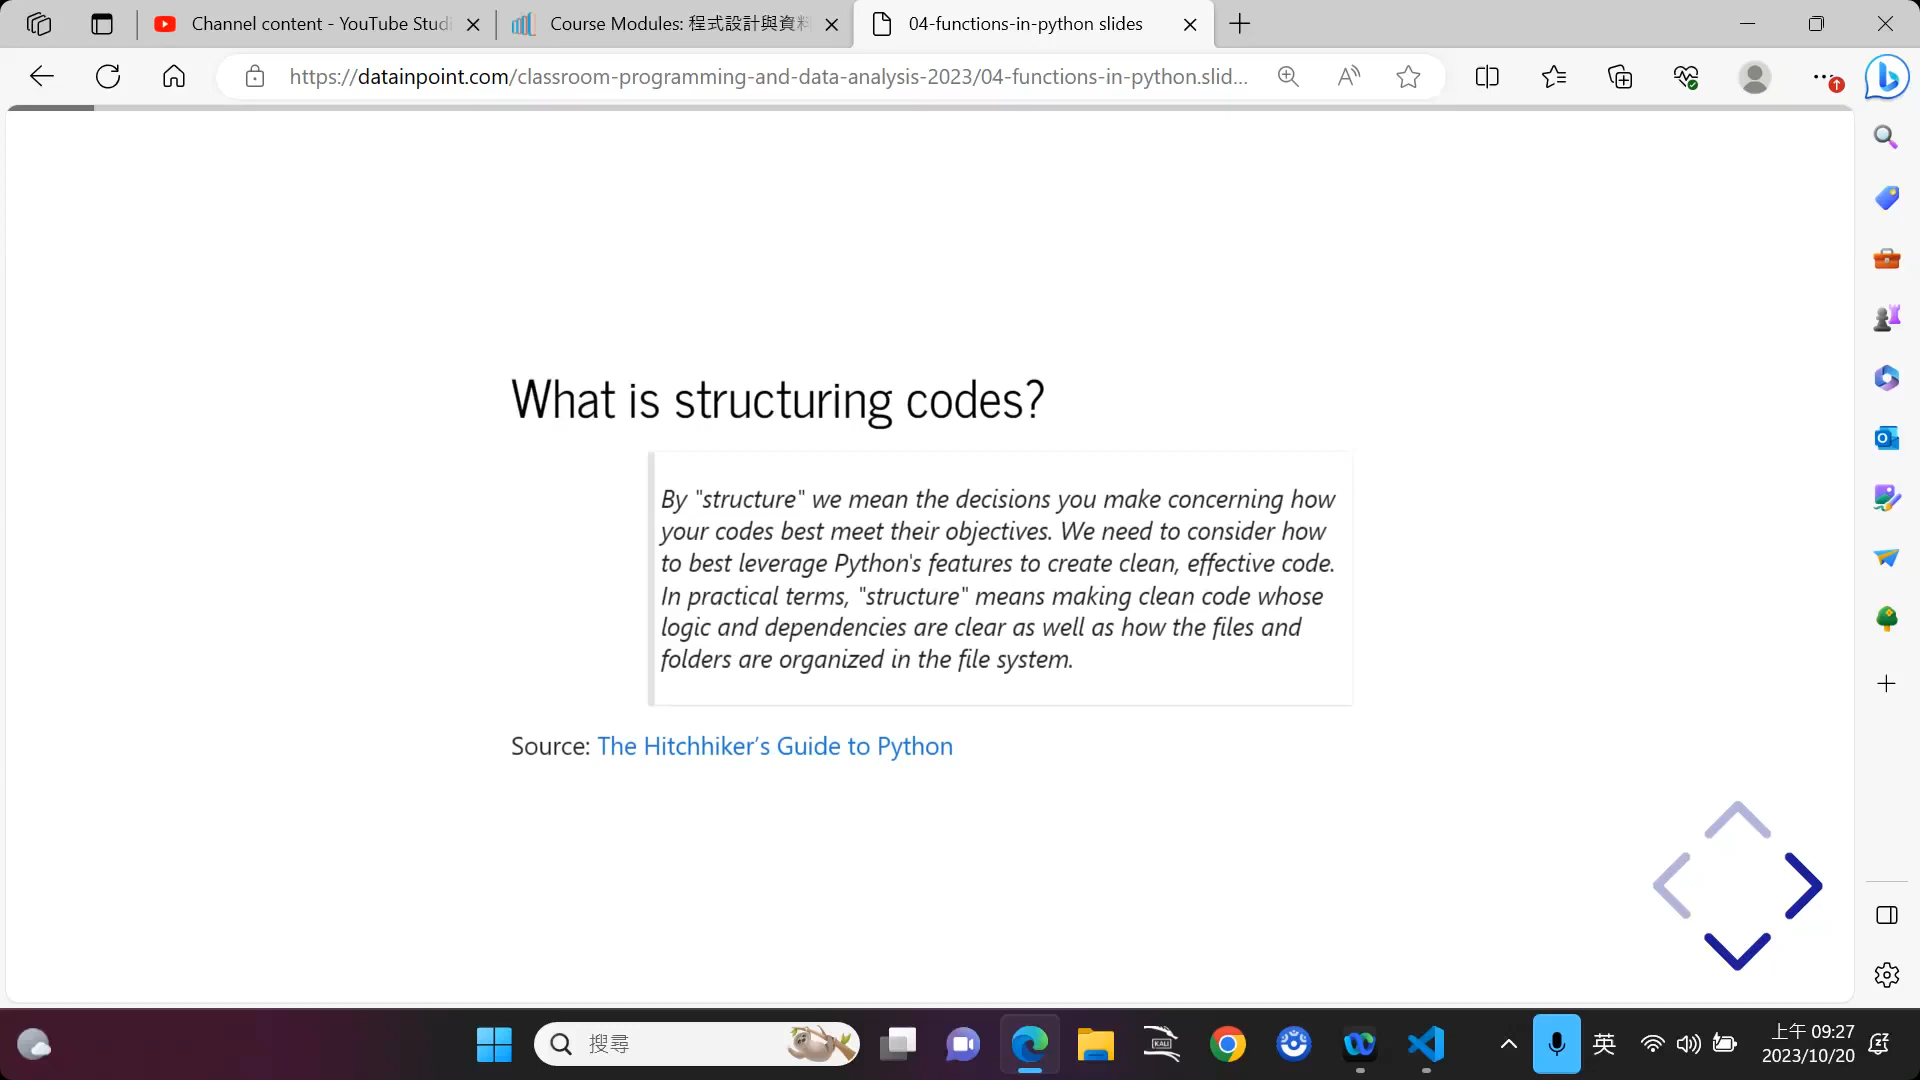 Channel content - YouTube Studi
Course Modules: 程式設計與資料
04-functions-in-python slides
https://datainpoint.com/classroom-programming-and-data-analysis-2023/04-functions-in-python.slid...
What is structuring codes?
By "structure" we mean the decisions you make concerning how
your codes best meet their objectives. We need to consider how
to best leverage Python's features to create clean, effective code.
In practical terms, "structure" means making clean code whose
logic and dependencies are clear as well as how the files and
folders are organized in the file system.
Source: The Hitchhiker’s Guide to Python
搜尋
KALI
英
上午 09:27
2023/10/20